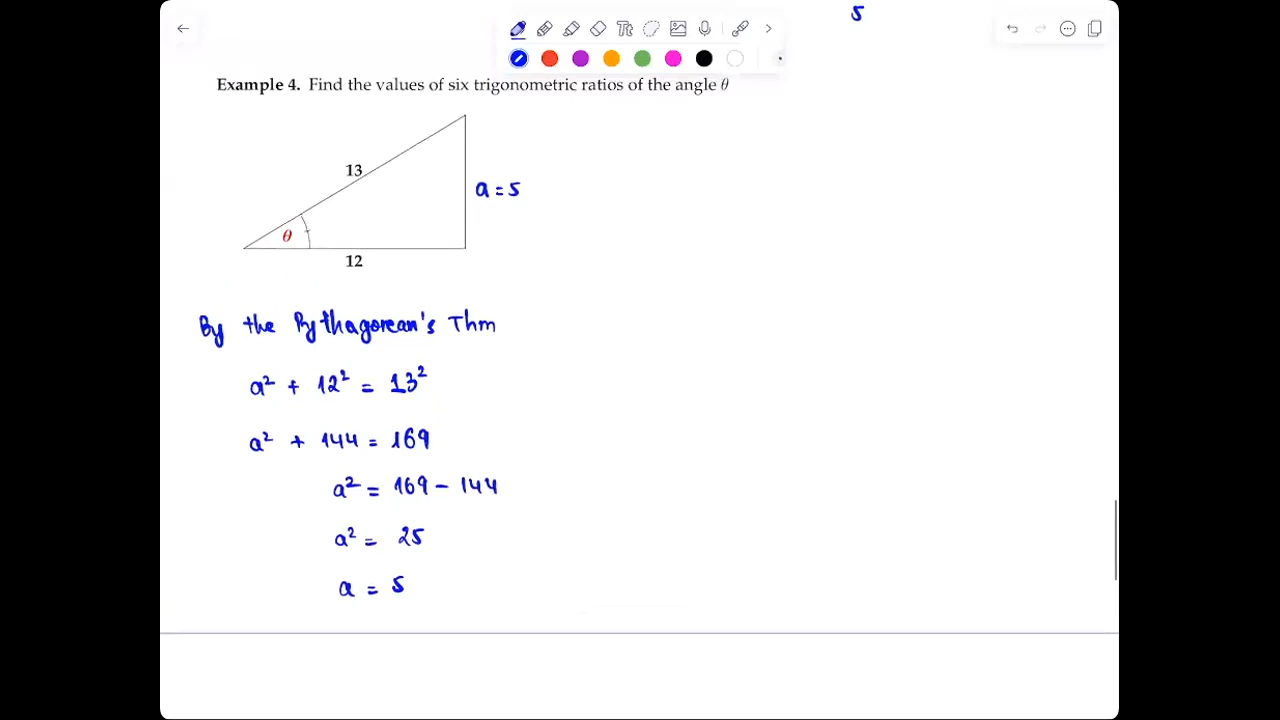 5
Tt
Example 4. Find the values of six trigonometric ratios of the angle θ
13
a = 5
θ
12
By the Pythagorean's Thm
a² + 12² = 13²
a² + 144 = 169
a² = 169 - 144
a² = 25
a = 5